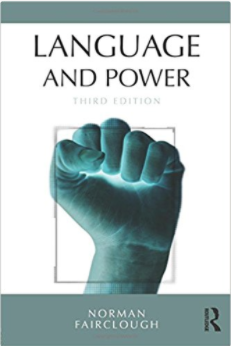 LANGUAGE
AND POWER
THIRD EDITION
NORMAN
FAIRCLOUGH